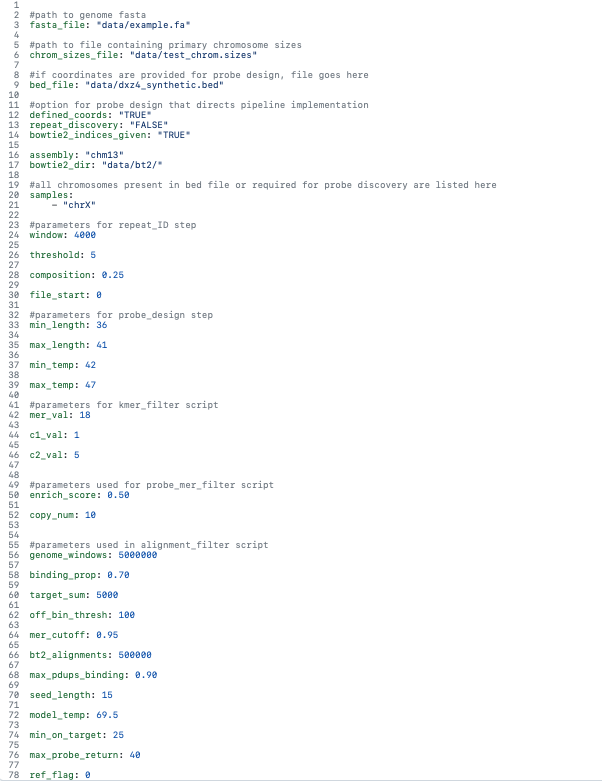 1
2 #path to genome fasta
3 fasta_file: "data/example.fa"
4
5 #path to file containing primary chromosome sizes
6 chrom_sizes_file: "data/test_chrom.sizes"
7
8 #if coordinates are provided for probe design, file goes here
9 bed_file: "data/dxz4_synthetic.bed"
10
11 #option for probe design that directs pipeline implementation
12 defined_coords: "TRUE"
13 repeat_discovery: "FALSE"
14 bowtie2_indices_given: "TRUE"
15
16 assembly: "chm13"
17 bowtie2_dir: "data/bt2/"
18
19 #all chromosomes present in bed file or required for probe discovery are listed here
20 samples:
21     - "chrX"
22
23 #parameters for repeat_ID step
24 window: 4000
25
26 threshold: 5
27
28 composition: 0.25
29
30 file_start: 0
31
32 #parameters for probe_design step
33 min_length: 36
34
35 max_length: 41
36
37 min_temp: 42
38
39 max_temp: 47
40
41 #parameters for kmer_filter script
42 mer_val: 18
43
44 c1_val: 1
45
46 c2_val: 5
47
48
49 #parameters used for probe_mer_filter script
50 enrich_score: 0.50
51
52 copy_num: 10
53
54
55 #parameters used in alignment_filter script
56 genome_windows: 5000000
57
58 binding_prop: 0.70
59
60 target_sum: 5000
61
62 off_bin_thresh: 100
63
64 mer_cutoff: 0.95
65
66 bt2_alignments: 500000
67
68 max_pdups_binding: 0.90
69
70 seed_length: 15
71
72 model_temp: 69.5
73
74 min_on_target: 25
75
76 max_probe_return: 40
77
78 ref_flag: 0